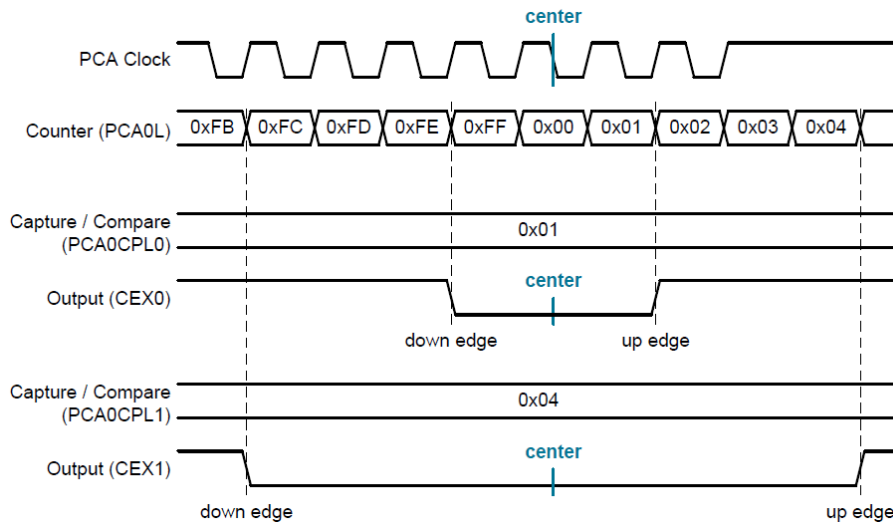 center
PCA Clock
Counter (PCA0L)
0xFB 0xFC 0xFD 0xFE 0xFF 0x00 0x01 0x02 0x03 0x04
Capture / Compare
(PCA0CPL0)
0x01
center
Output (CEX0)
down edge up edge
Capture / Compare
(PCA0CPL1)
0x04
center
Output (CEX1)
down edge up edge